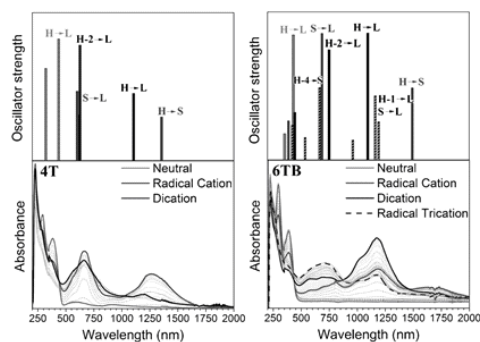 Oscillator strength
H→L
H-2→L
H→L
H→S
S→L
4T
Neutral
Radical Cation
Dication
Absorbance
250 500 750 1000 1250 1500 1750 2000
Wavelength (nm)
Oscillator strength
S→L
H→L
H→L
H-2→L
H→S
H-4→S
H-1→L
S→L
6TB
Neutral
Radical Cation
Dication
Radical Trication
Absorbance
250 500 750 1000 1250 1500 1750 2000
Wavelength (nm)